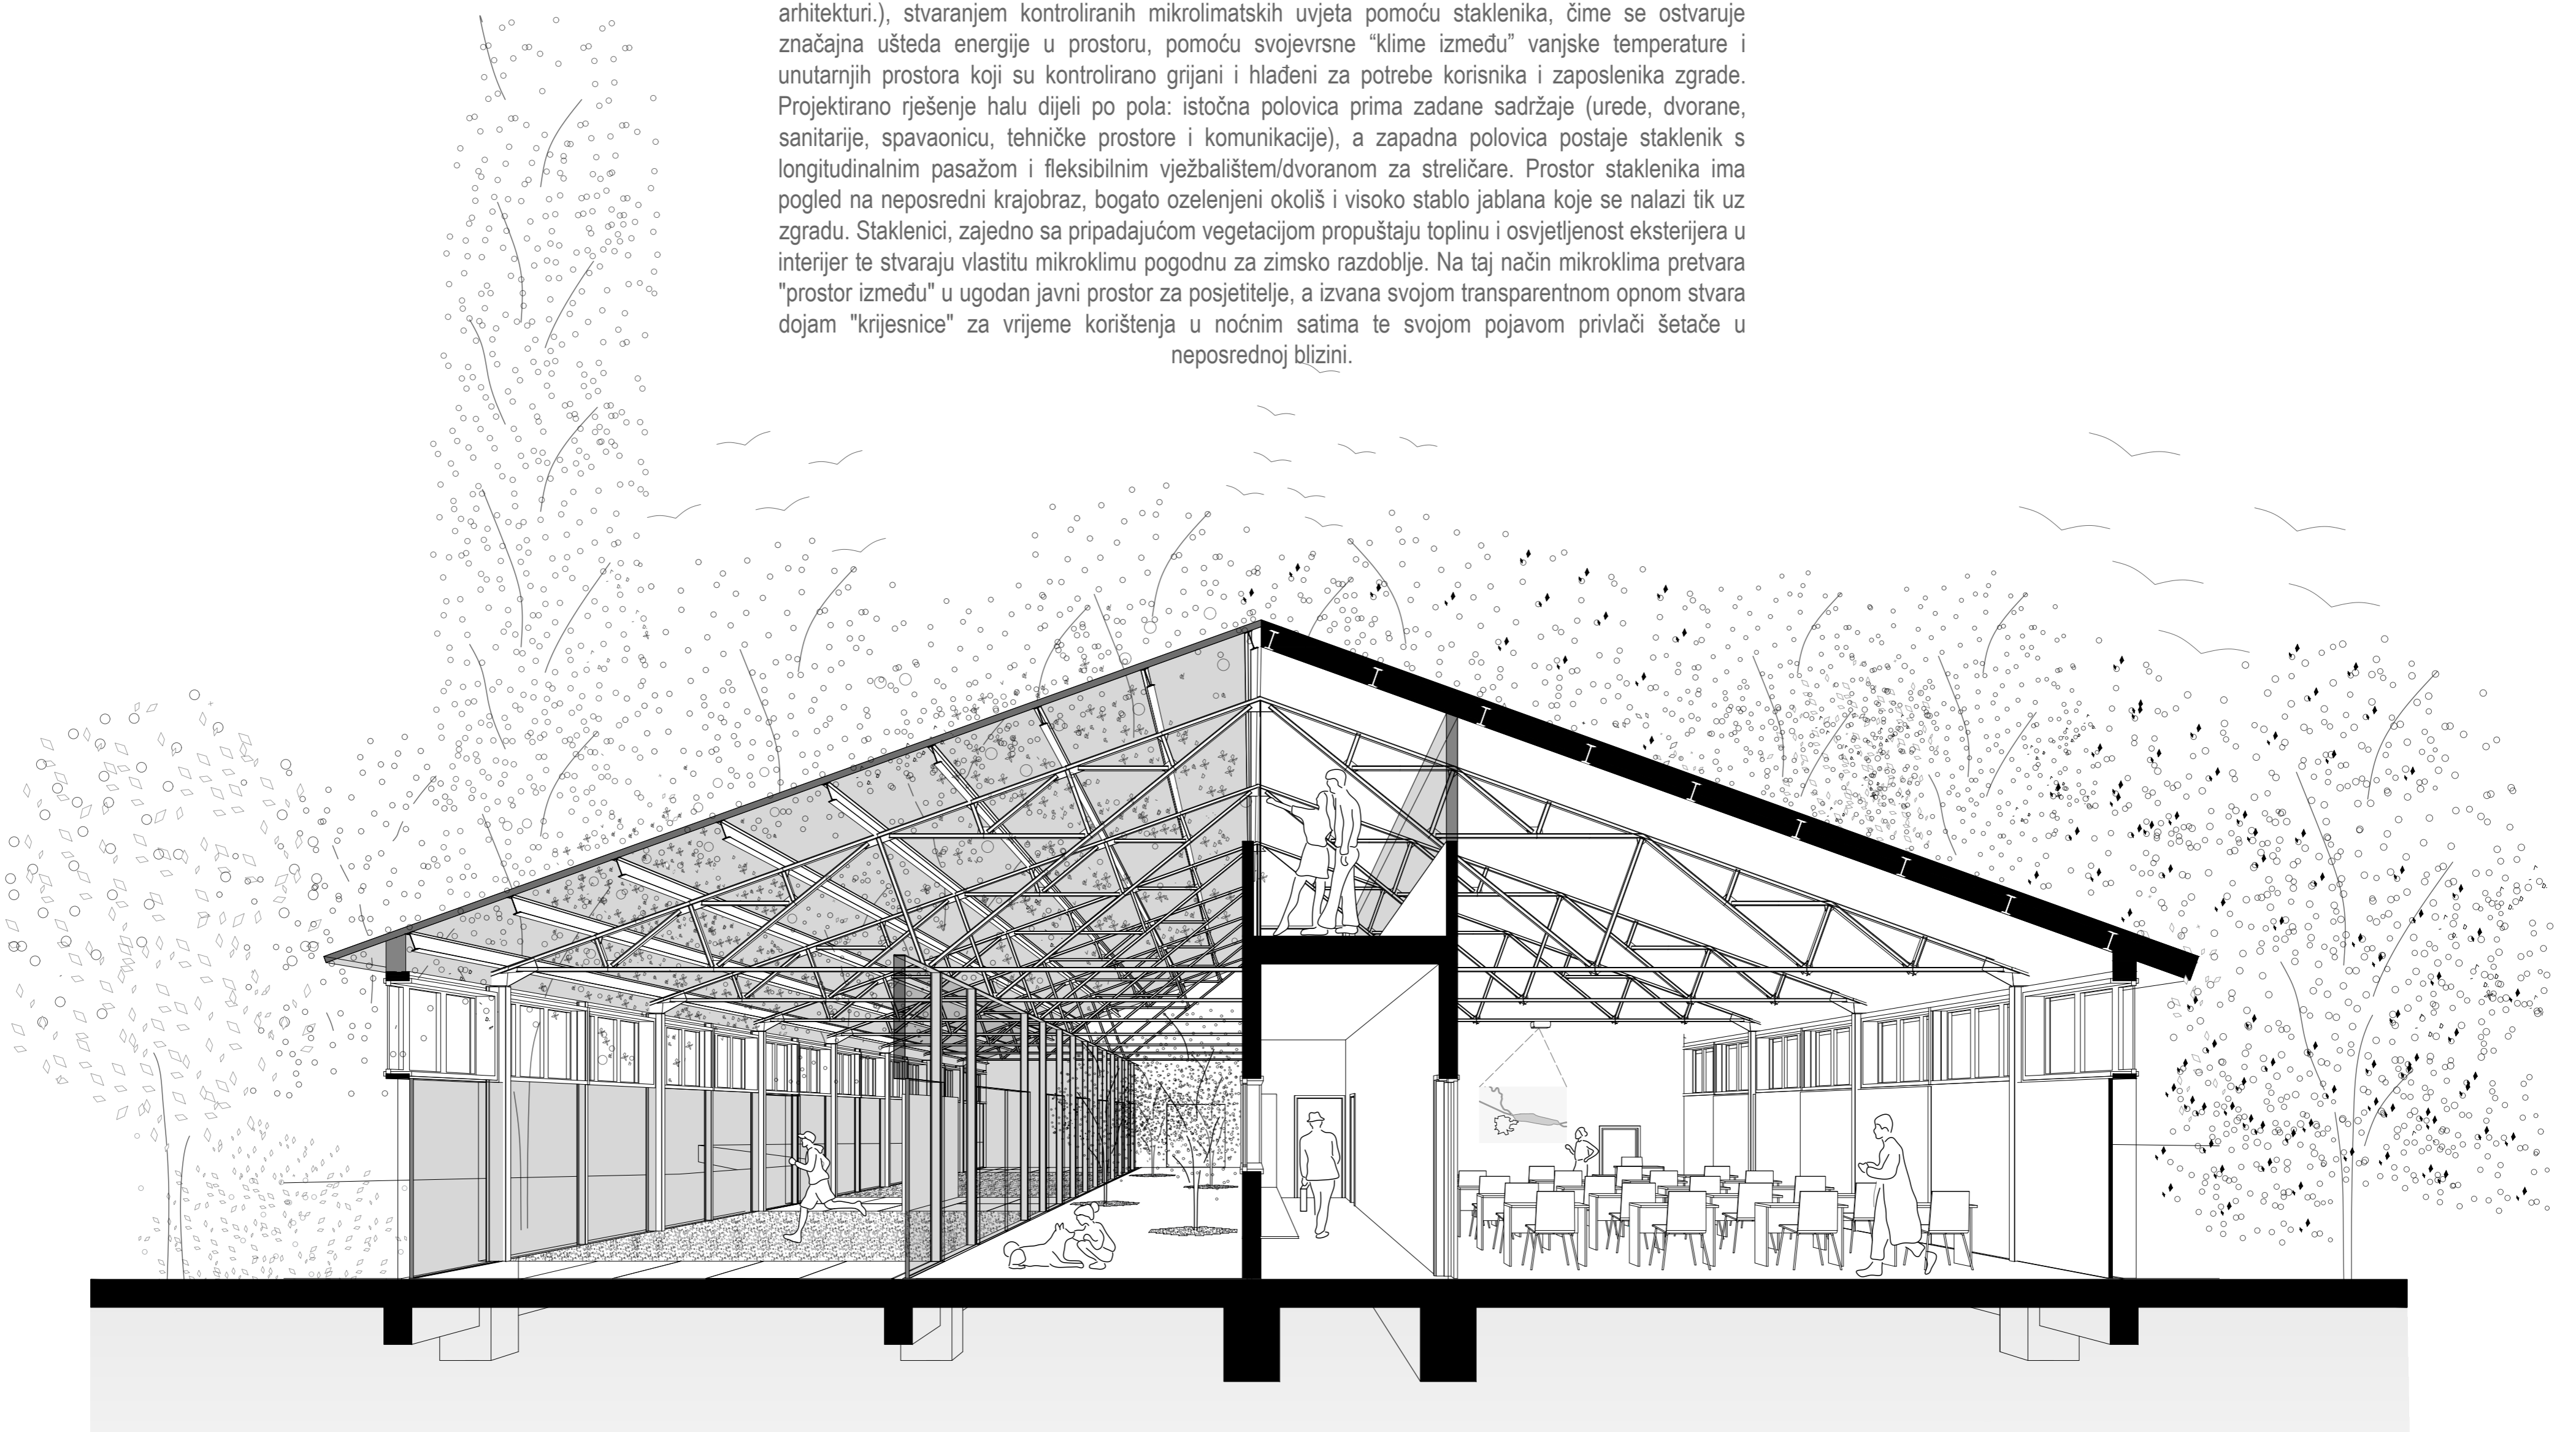 arhitekturi.), stvaranjem kontroliranih mikrolimatskih uvjeta pomoću staklenika, čime se ostvaruje
značajna ušteda energije u prostoru, pomoću svojevrsne “klime između” vanjske temperature i
unutarnjih prostora koji su kontrolirano grijani i hlađeni za potrebe korisnika i zaposlenika zgrade.
Projektirano rješenje halu dijeli po pola: istočna polovica prima zadane sadržaje (urede, dvorane,
sanitarije, spavaonicu, tehničke prostore i komunikacije), a zapadna polovica postaje staklenik s
longitudinalnim pasažom i fleksibilnim vježbalištem/dvoranom za streličare. Prostor staklenika ima
pogled na neposredni krajobraz, bogato ozelenjeni okoliš i visoko stablo jablana koje se nalazi tik uz
zgradu. Staklenici, zajedno sa pripadajućom vegetacijom propuštaju toplinu i osvjetljenost eksterijera u
interijer te stvaraju vlastitu mikroklimu pogodnu za zimsko razdoblje. Na taj način mikroklima pretvara
"prostor između" u ugodan javni prostor za posjetitelje, a izvana svojom transparentnom opnom stvara
dojam "krijesnice" za vrijeme korištenja u noćnim satima te svojom pojavom privlači šetače u
neposrednoj blizini.